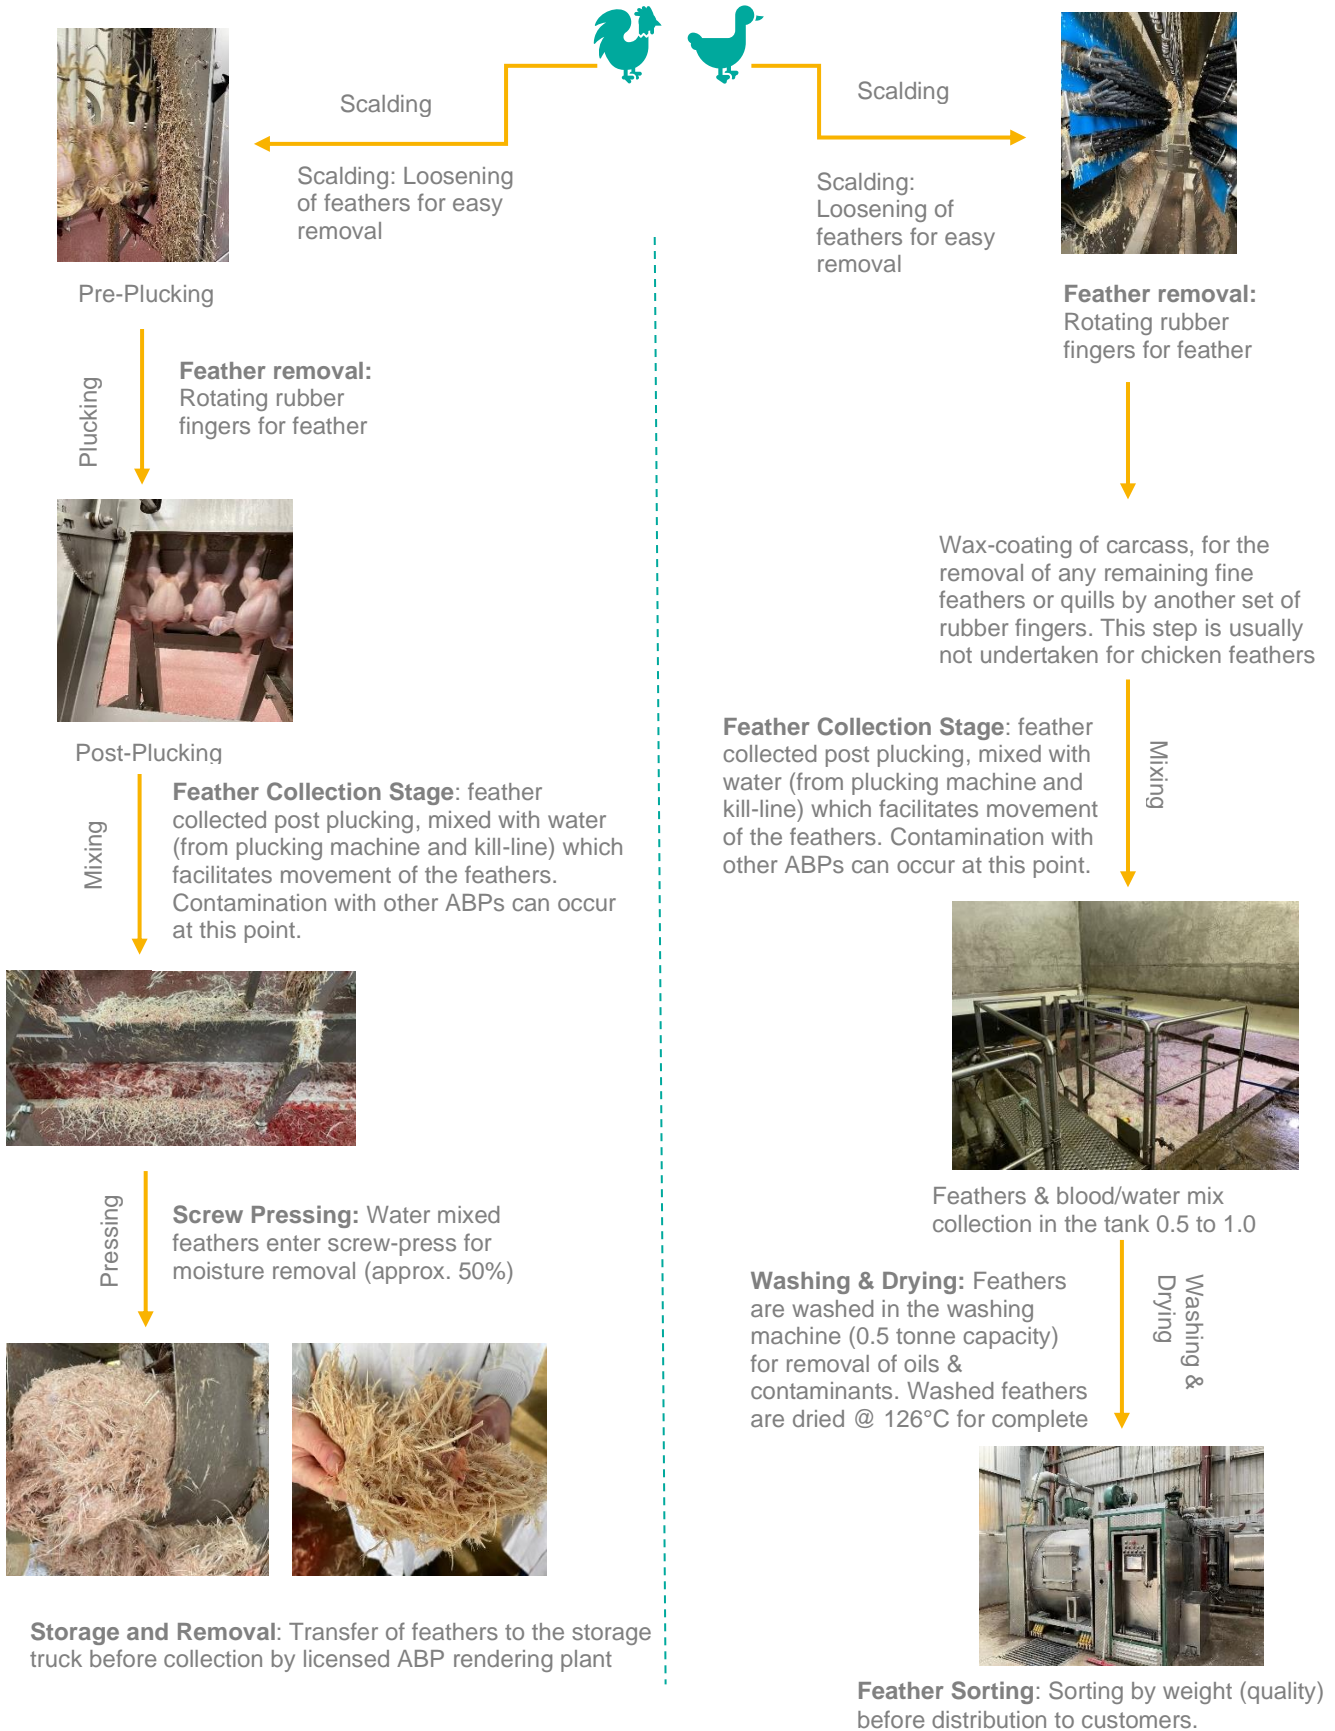 Scalding
Scalding: Loosening
of feathers for easy
removal
Pre-Plucking
Plucking
Feather removal:
Rotating rubber
fingers for feather
Post-Plucking
Mixing
Feather Collection Stage: feather
collected post plucking, mixed with water
(from plucking machine and kill-line) which
facilitates movement of the feathers.
Contamination with other ABPs can occur
at this point.
Pressing
Screw Pressing: Water mixed
feathers enter screw-press for
moisture removal (approx. 50%)
Storage and Removal: Transfer of feathers to the storage
truck before collection by licensed ABP rendering plant
Scalding
Scalding:
Loosening of
feathers for easy
removal
Feather removal:
Rotating rubber
fingers for feather
Wax-coating of carcass, for the
removal of any remaining fine
feathers or quills by another set of
rubber fingers. This step is usually
not undertaken for chicken feathers
Feather Collection Stage: feather
collected post plucking, mixed with
water (from plucking machine and
kill-line) which facilitates movement
of the feathers. Contamination with
other ABPs can occur at this point.
Mixing
Feathers & blood/water mix
collection in the tank 0.5 to 1.0
Washing & Drying: Feathers
are washed in the washing
machine (0.5 tonne capacity)
for removal of oils &
contaminants. Washed feathers
are dried @ 126°C for complete
Washing &
Drying
Feather Sorting: Sorting by weight (quality)
before distribution to customers.